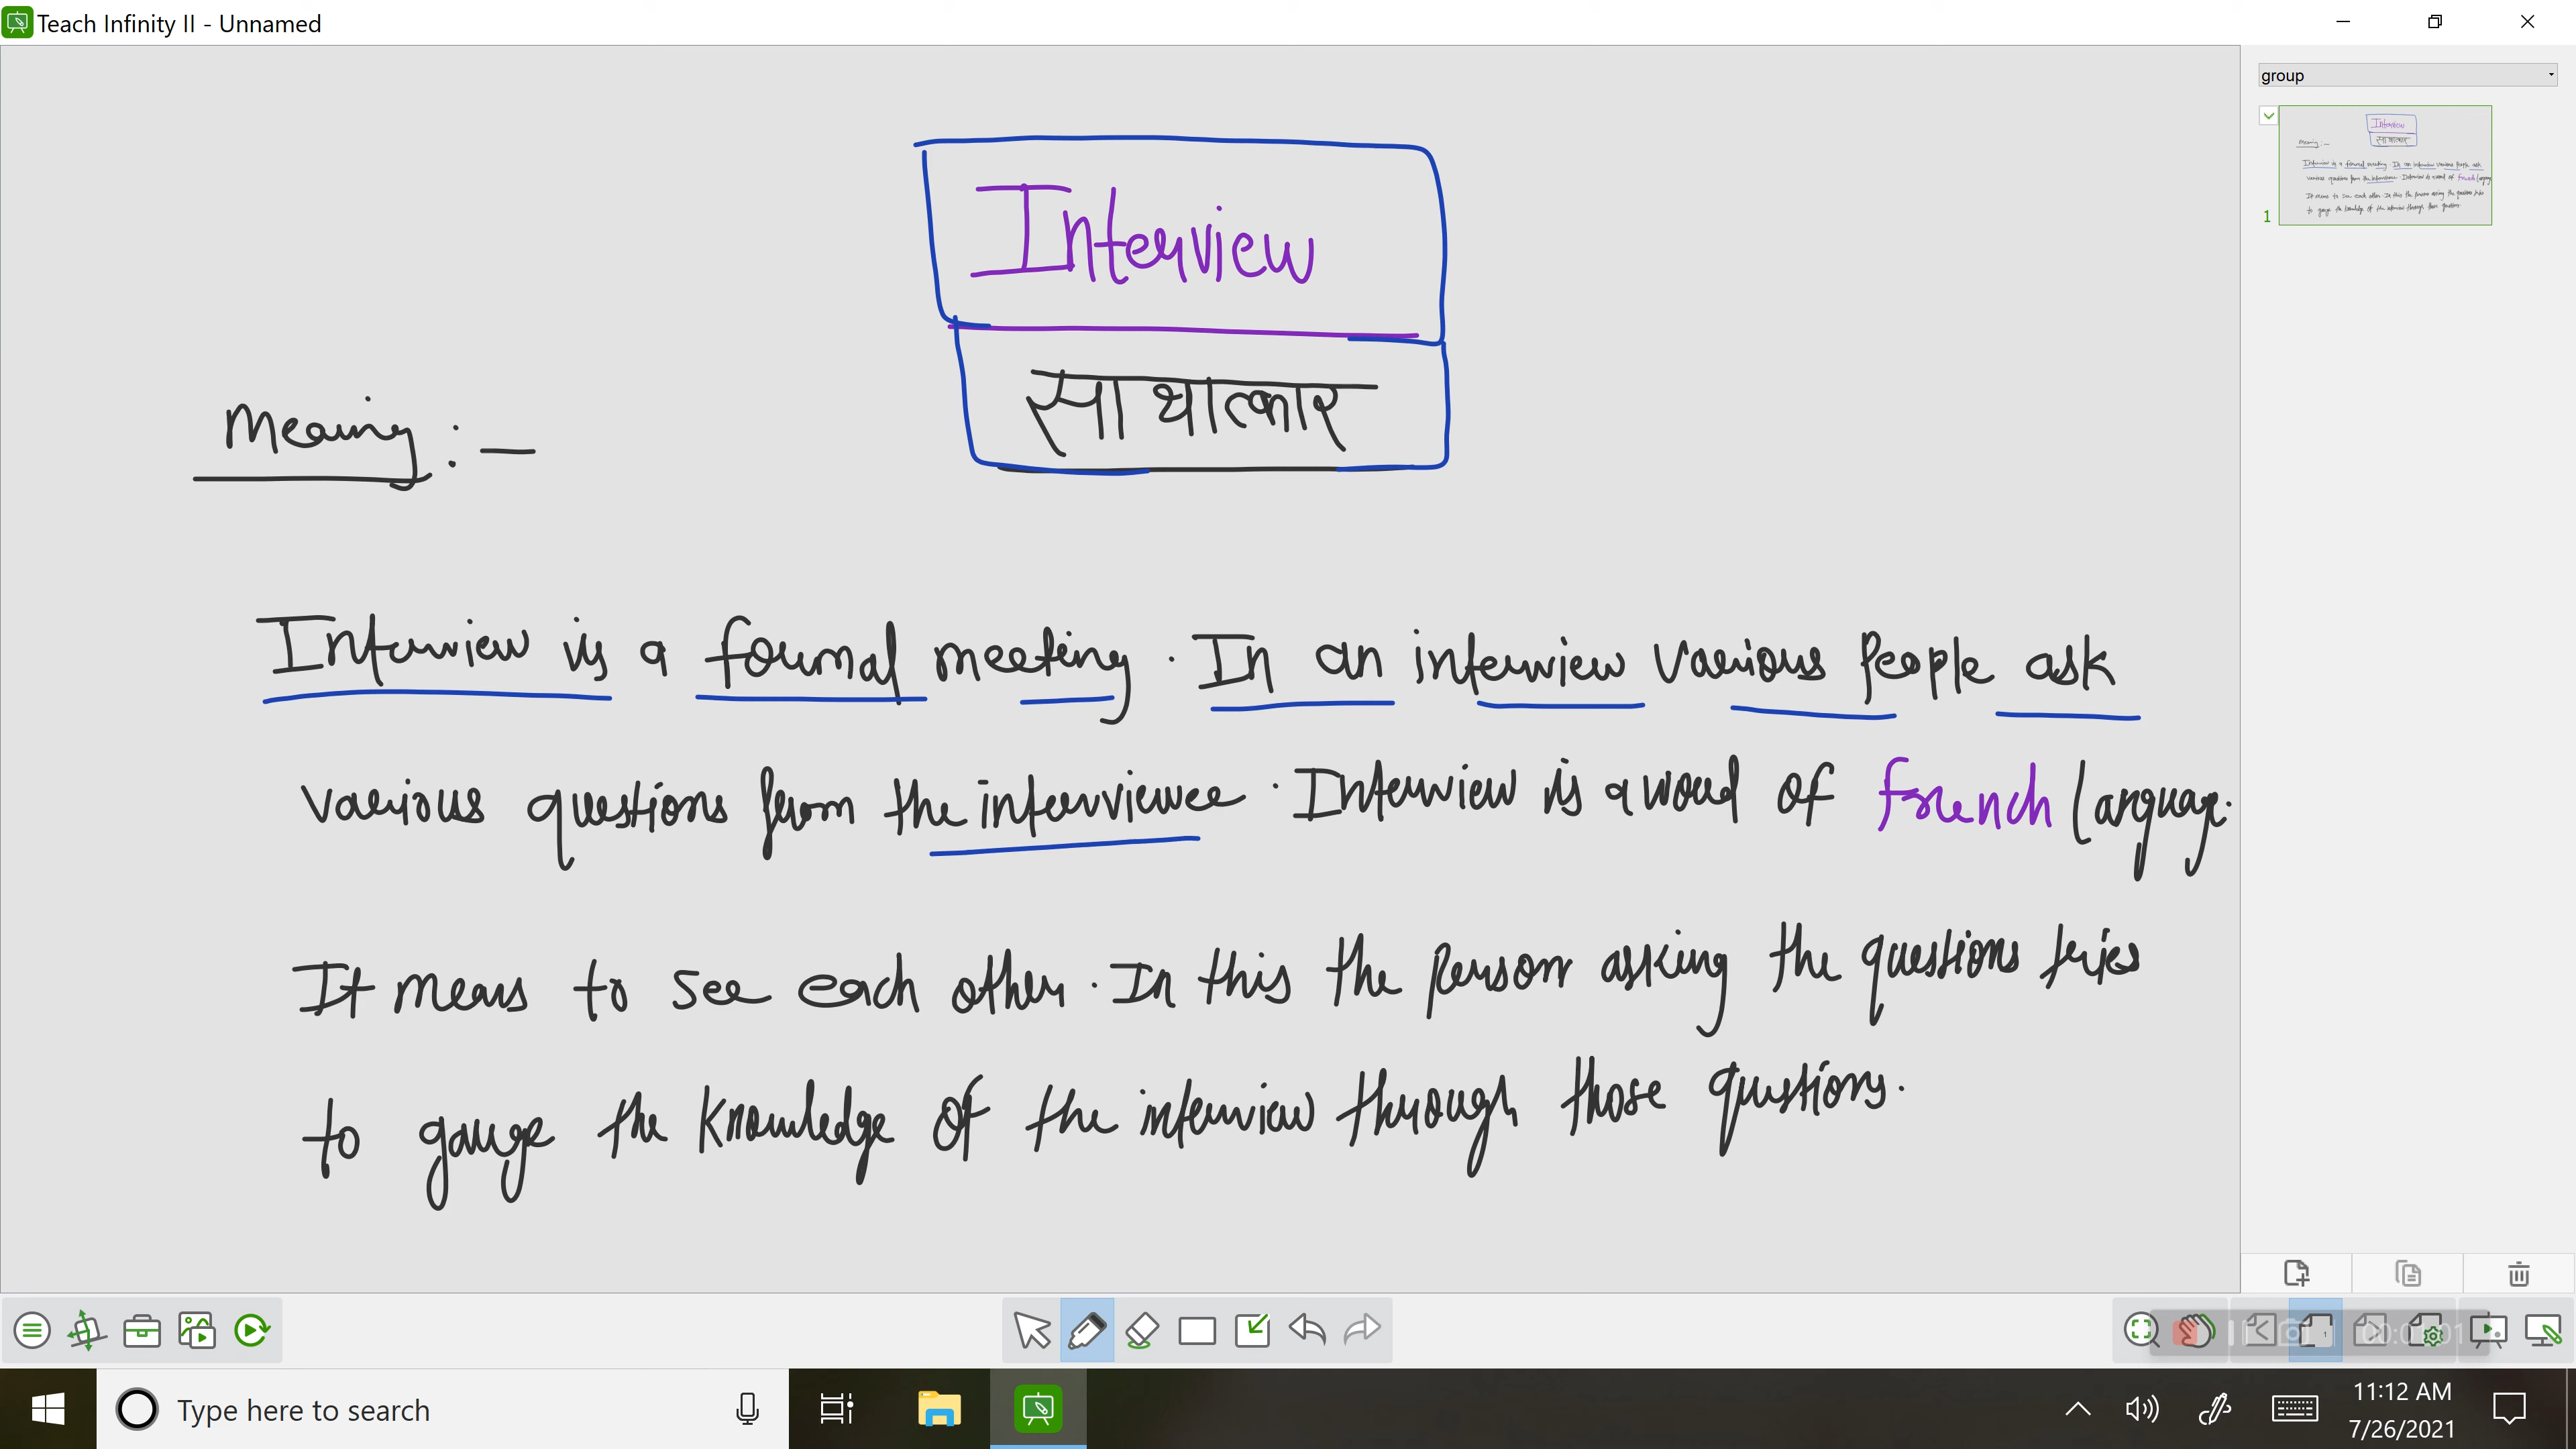 Teach Infinity II - Unnamed
group
Interview
साथात्कार
Meaning :—
Interview is a formal meeting. In an interview various people ask
various questions from the interviewee. Interview is a word of french language.
It means to see each other. In this the person asking the questions tries
to gauge the knowledge of the interview through those questions.
1
Type here to search
11:12 AM
7/26/2021